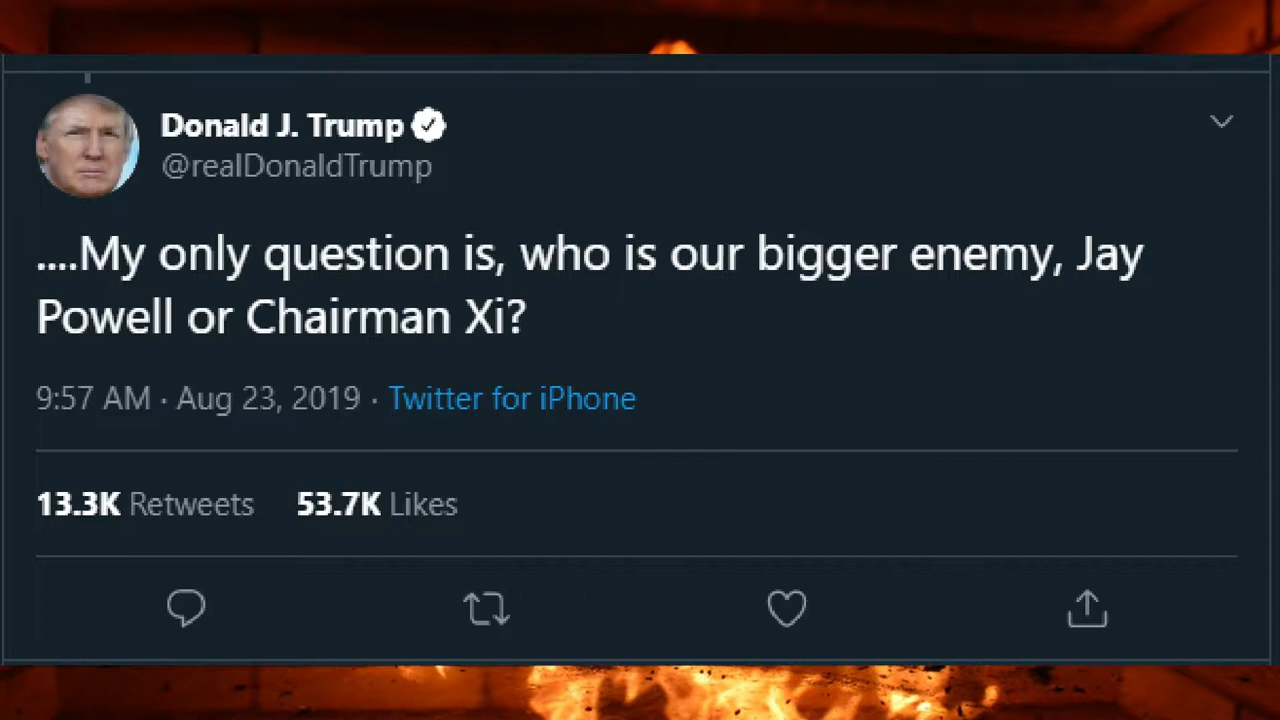 Donald J. Trump
@realDonaldTrump
....My only question is, who is our bigger enemy, Jay
Powell or Chairman Xi?
9:57 AM · Aug 23, 2019 · Twitter for iPhone
13.3K Retweets 53.7K Likes